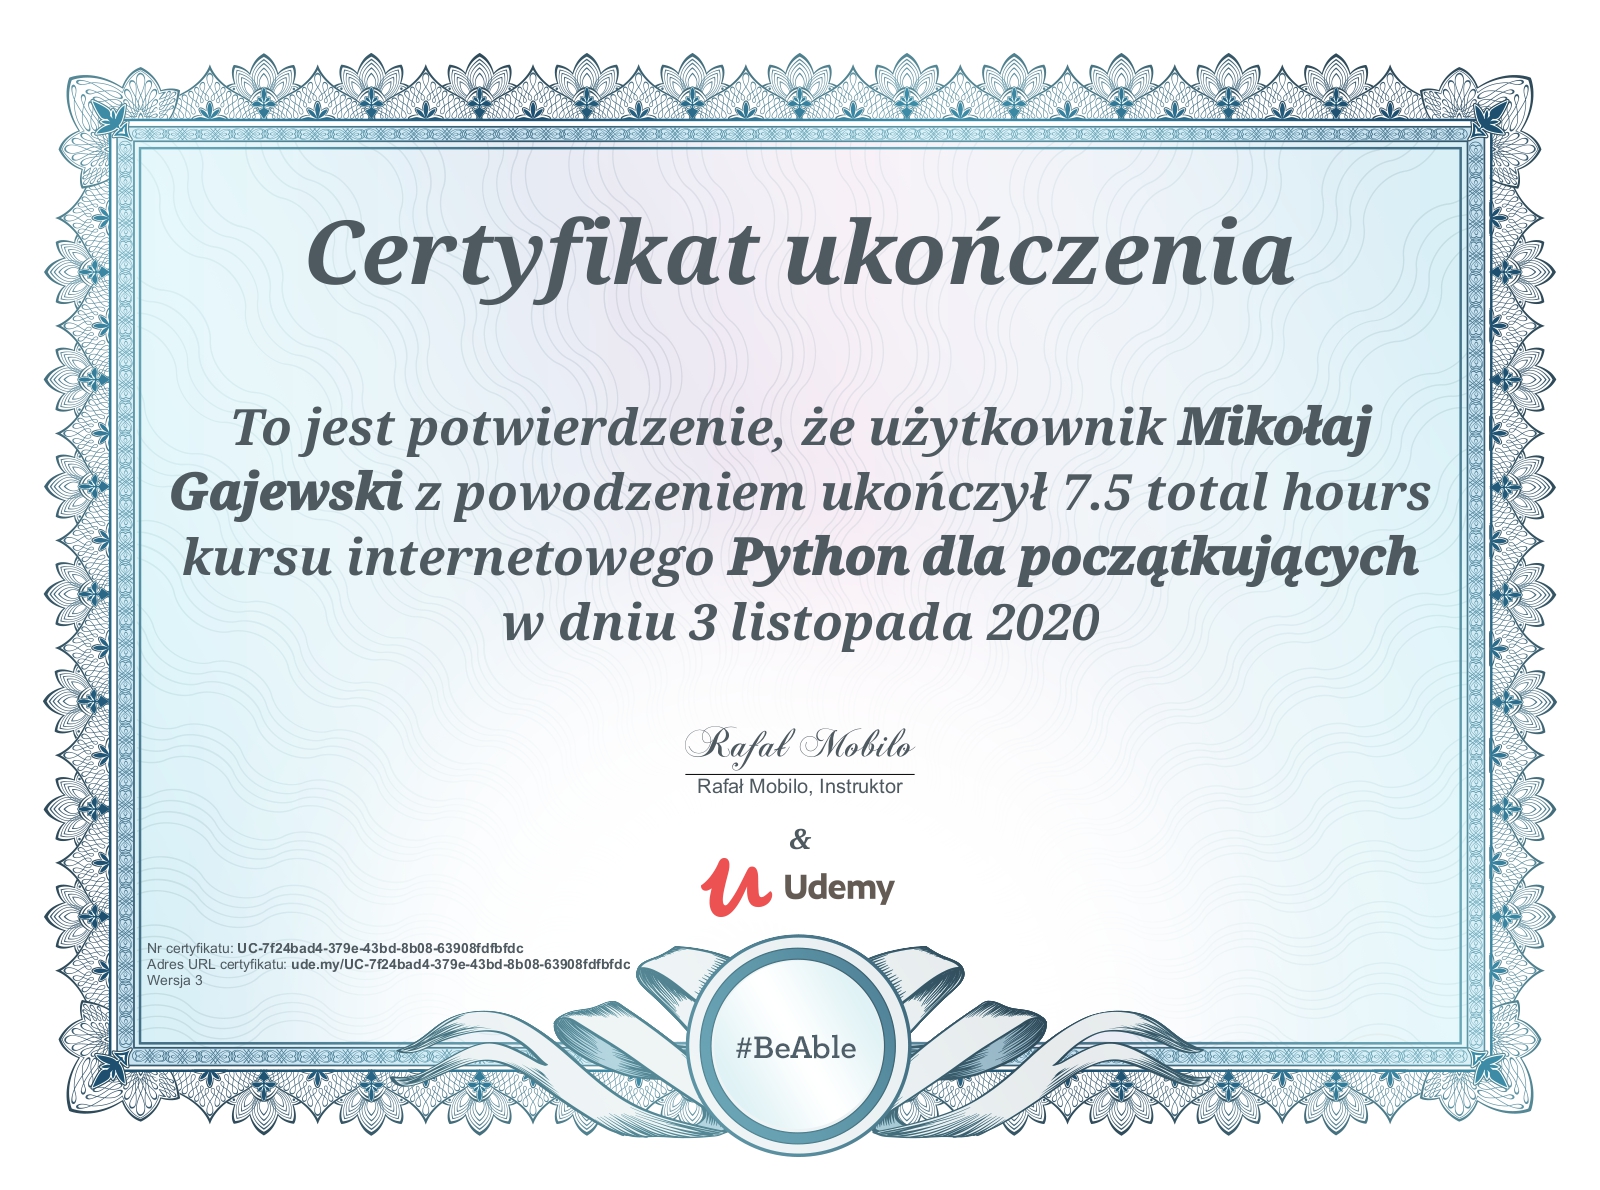 Certyfikat ukończenia
To jest potwierdzenie, że użytkownik Mikołaj
Gajewski z powodzeniem ukończył 7.5 total hours
kursu internetowego Python dla początkujących
w dniu 3 listopada 2020
Rafał Mobilo
Rafał Mobilo, Instruktor
&
Udemy
Nr certyfikatu: UC-7f24bad4-379e-43bd-8b08-63908fdfbfdc
Adres URL certyfikatu: ude.my/UC-7f24bad4-379e-43bd-8b08-63908fdfbfdc
Wersja 3
#BeAble